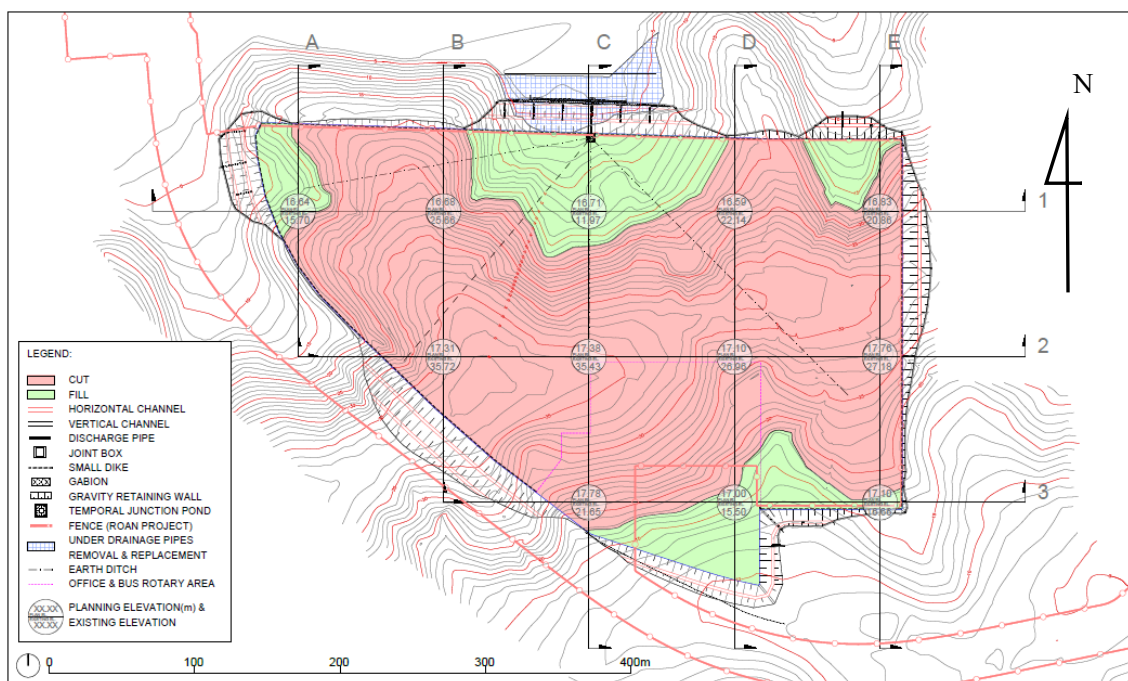 A B C D E
N
16.64
15.70
16.68
25.66
16.71
11.97
16.59
22.14
16.83
20.86
1
17.31
35.72
17.38
35.43
17.10
26.96
17.76
27.18
2
17.78
21.65
17.00
15.50
17.10
3
LEGEND:
CUT
FILL
HORIZONTAL CHANNEL
VERTICAL CHANNEL
DISCHARGE PIPE
JOINT BOX
SMALL DIKE
GABION
GRAVITY RETAINING WALL
TEMPORAL JUNCTION POND
FENCE (ROAN PROJECT)
UNDER DRAINAGE PIPES
REMOVAL & REPLACEMENT
EARTH DITCH
OFFICE & BUS ROTARY AREA
XX.XX PLANNING ELEVATION(m) &
XX.XX EXISTING ELEVATION
0 100 200 300 400m